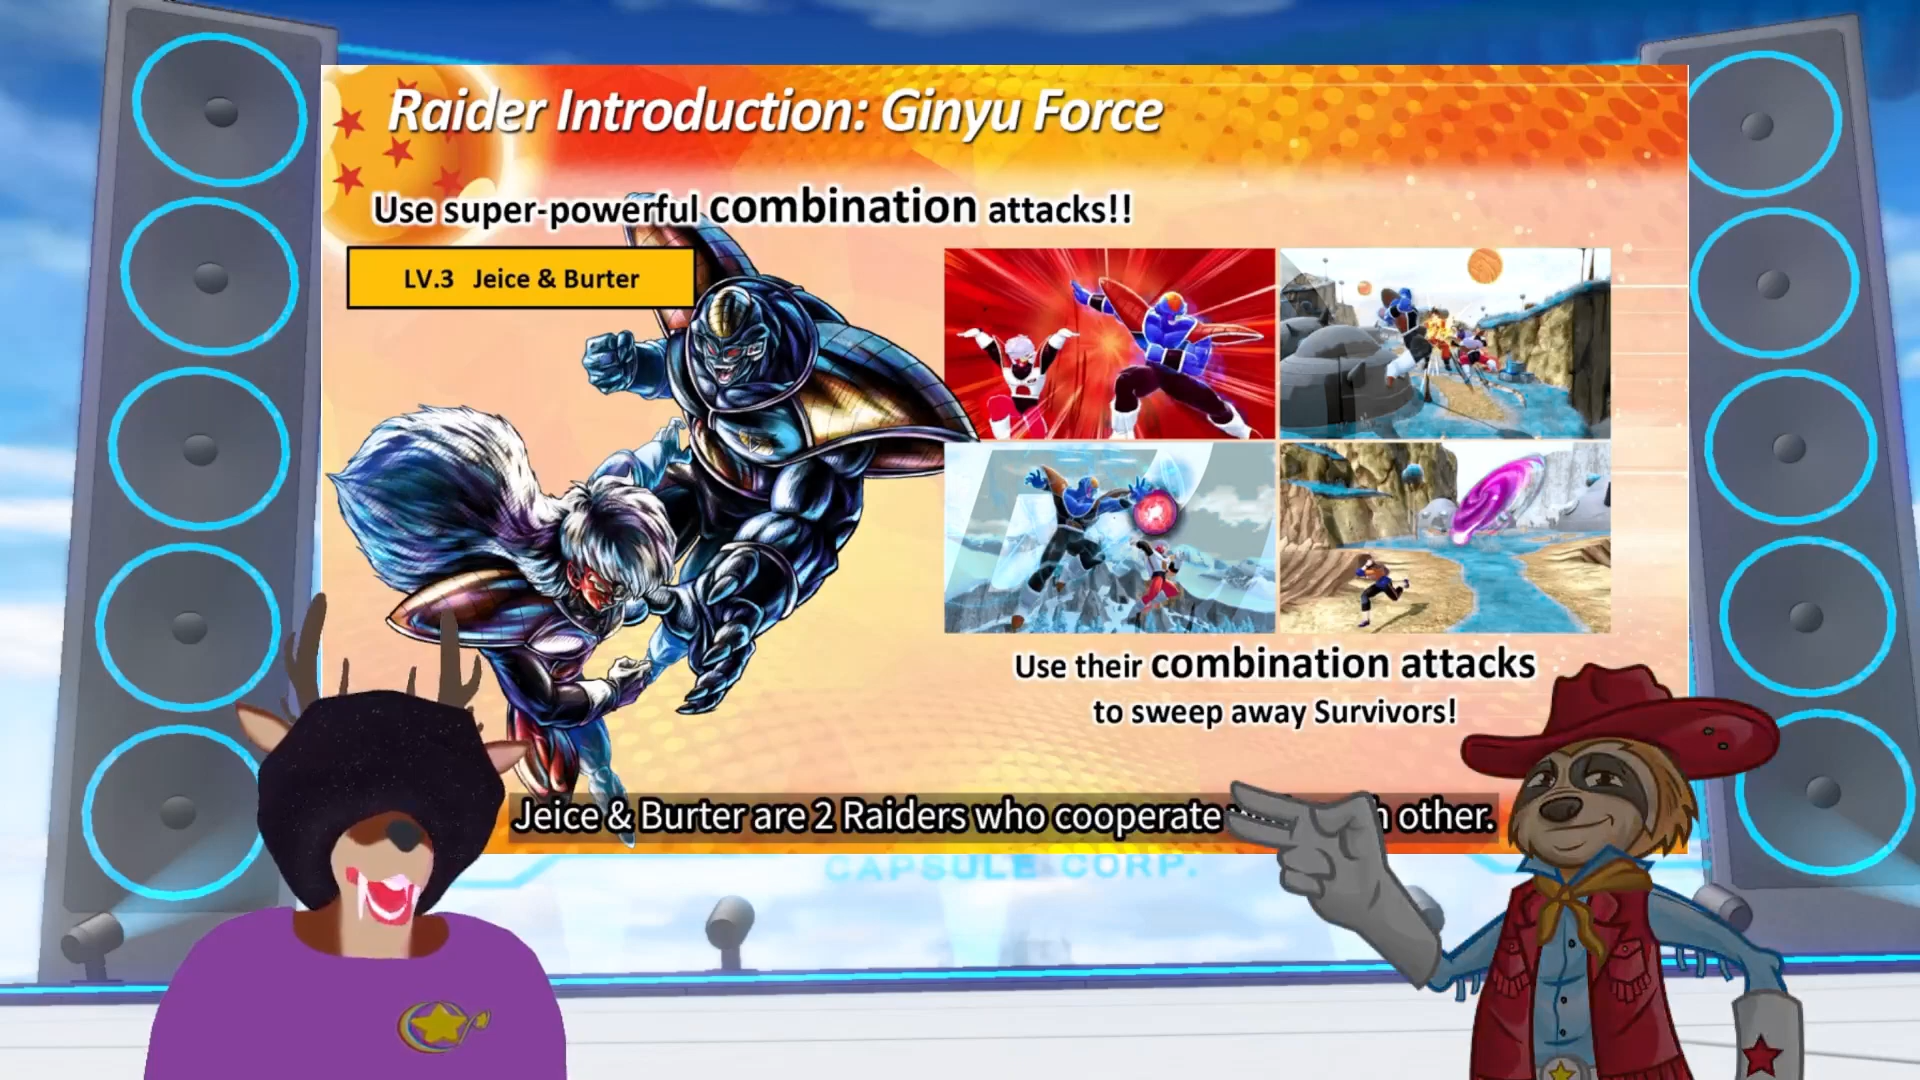 Raider Introduction: Ginyu Force
Use super-powerful combination attacks!!
LV.3 Jeice & Burter
Use their combination attacks
to sweep away Survivors!
Jeice & Burter are 2 Raiders who cooperate other.
CAPSULE CORP.